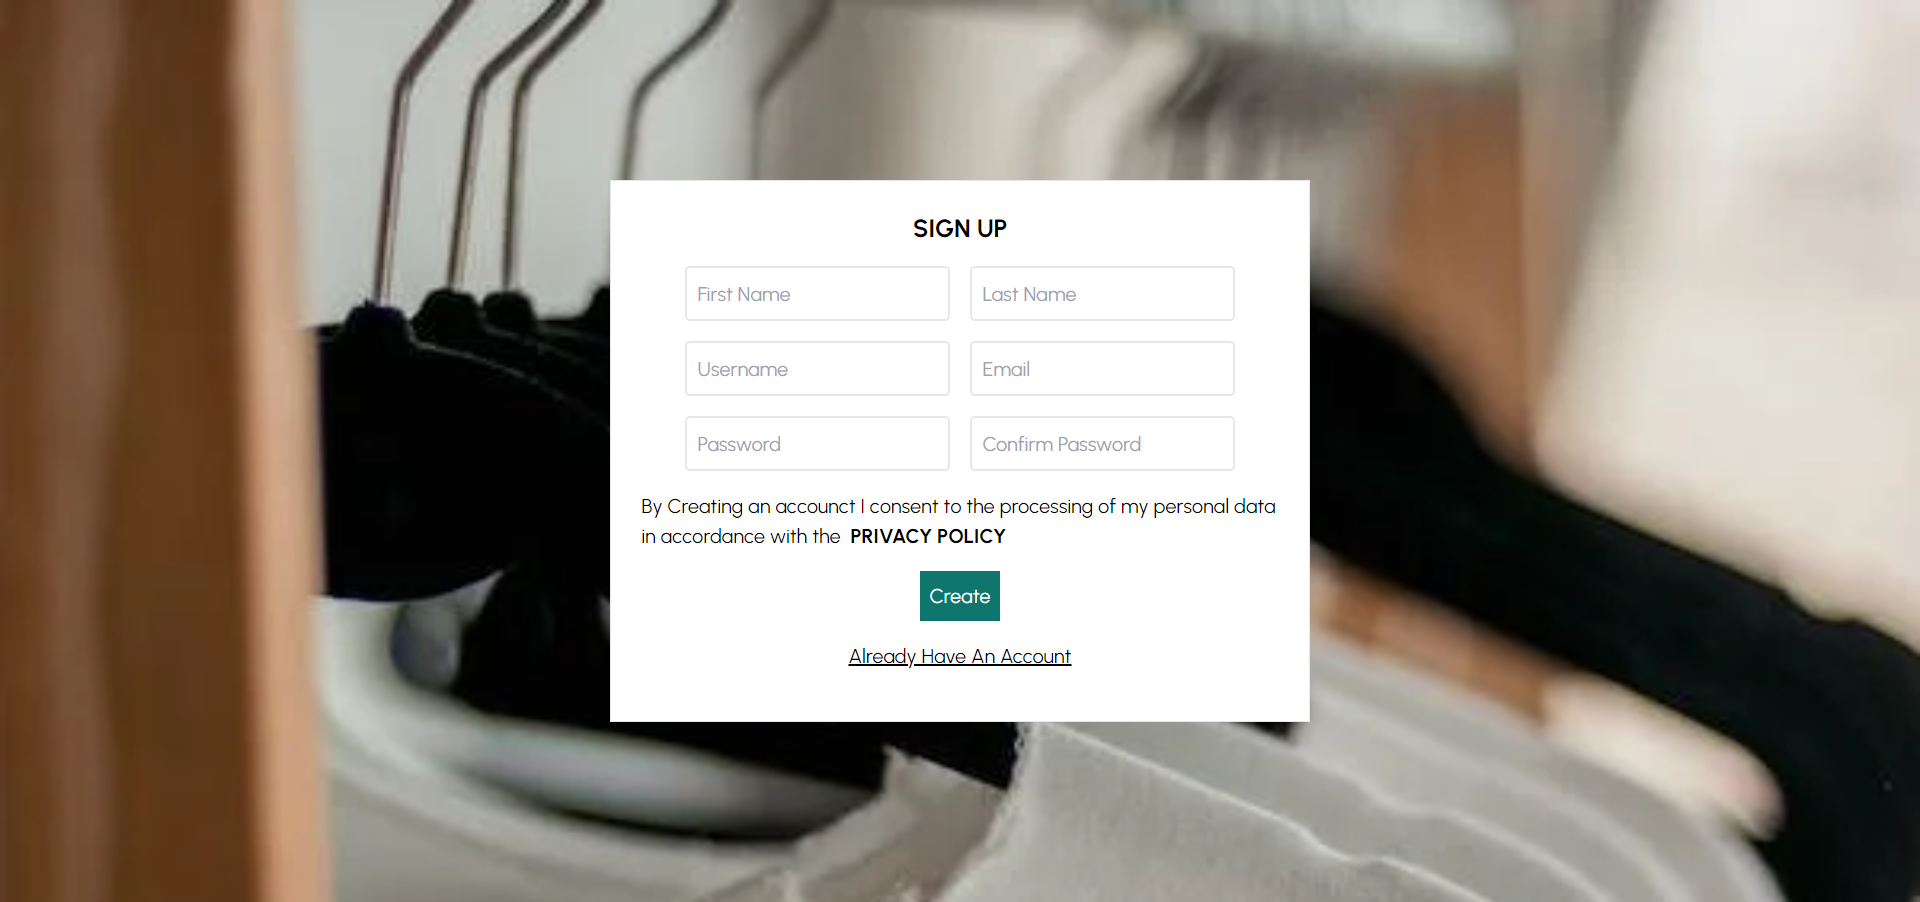 SIGN UP
First Name
Last Name
Username
Email
Password
Confirm Password
By Creating an accounct I consent to the processing of my personal data
in accordance with the PRIVACY POLICY
Create
Already Have An Account